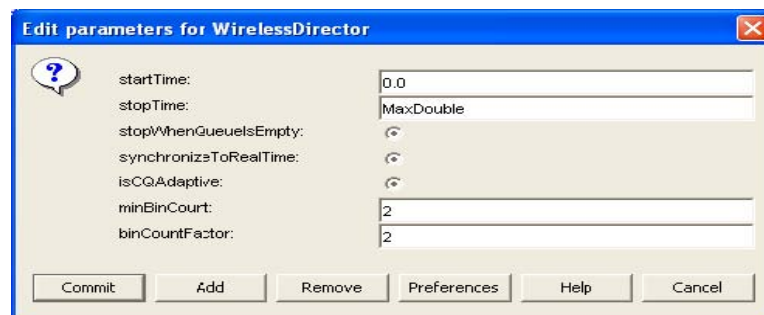 Edit parameters for WirelessDirector
?
startTime: 0.0
stopTime: MaxDouble
stopWhenQueueIsEmpty:
synchronizeToRealTime:
isCQAdaptive:
minBinCount: 2
binCountFactor: 2
Commit Add Remove Preferences Help Cancel